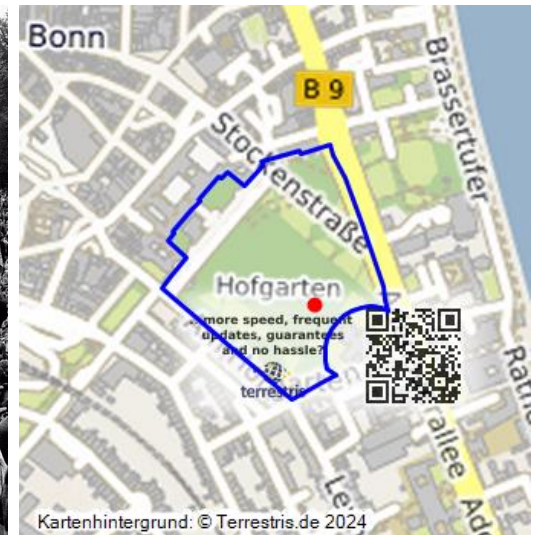 Bonn
B 9
Brassertufer
Stockenstraße
Hofgarten
more speed, frequent
updates, guarantees
and no hassle?
terrestris
Kartenhintergrund: © Terrestris.de 2024